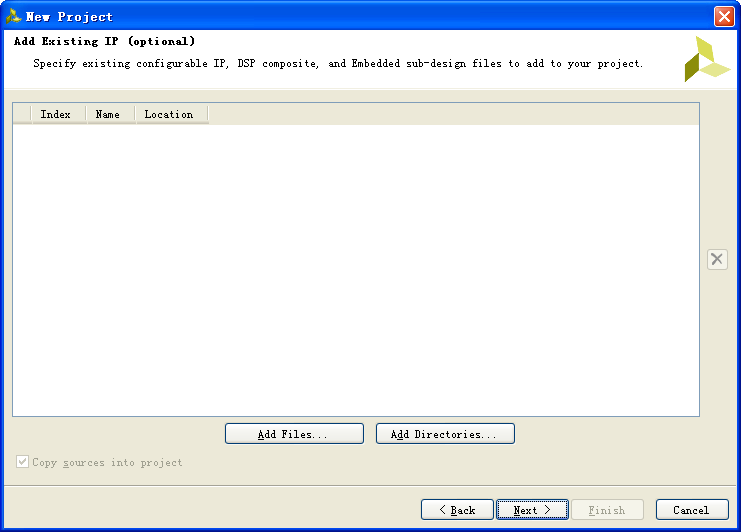 New Project
Add Existing IP (optional)
Specify existing configurable IP, DSP composite, and Embedded sub-design files to add to your project.
Index Name Location
Add Files... Add Directories...
Copy sources into project
< Back Next > Finish Cancel